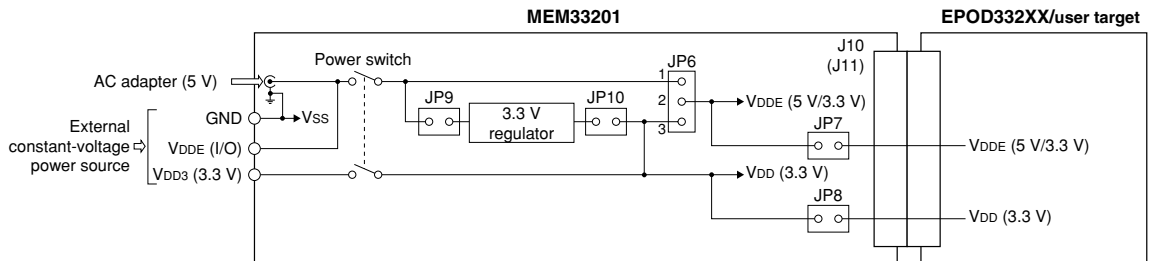 MEM33201
EPOD332XX/user target
J10
(J11)
Power switch
JP6
AC adapter (5 V)
1
JP9
3.3 V
regulator
JP10
2
VDDE (5 V/3.3 V)
GND
VSS
3
JP7
External
constant-voltage
power source
VDDE (I/O)
VDDE (5 V/3.3 V)
VDD3 (3.3 V)
VDD (3.3 V)
JP8
VDD (3.3 V)